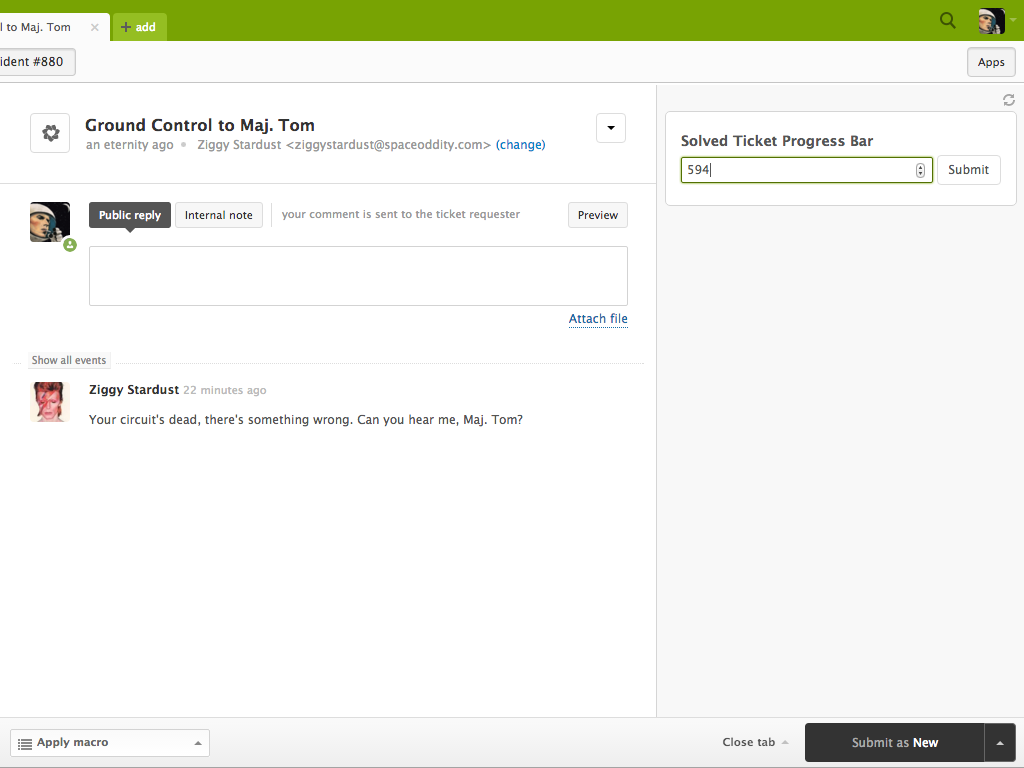 l to Maj. Tom × + add
ident #880
Apps
Ground Control to Maj. Tom
an eternity ago • Ziggy Stardust <ziggystardust@spaceoddity.com> (change)
Solved Ticket Progress Bar
594
Submit
Public reply
Internal note
your comment is sent to the ticket requester
Preview
Attach file
Show all events
Ziggy Stardust 22 minutes ago
Your circuit's dead, there's something wrong. Can you hear me, Maj. Tom?
Apply macro
Close tab
Submit as New